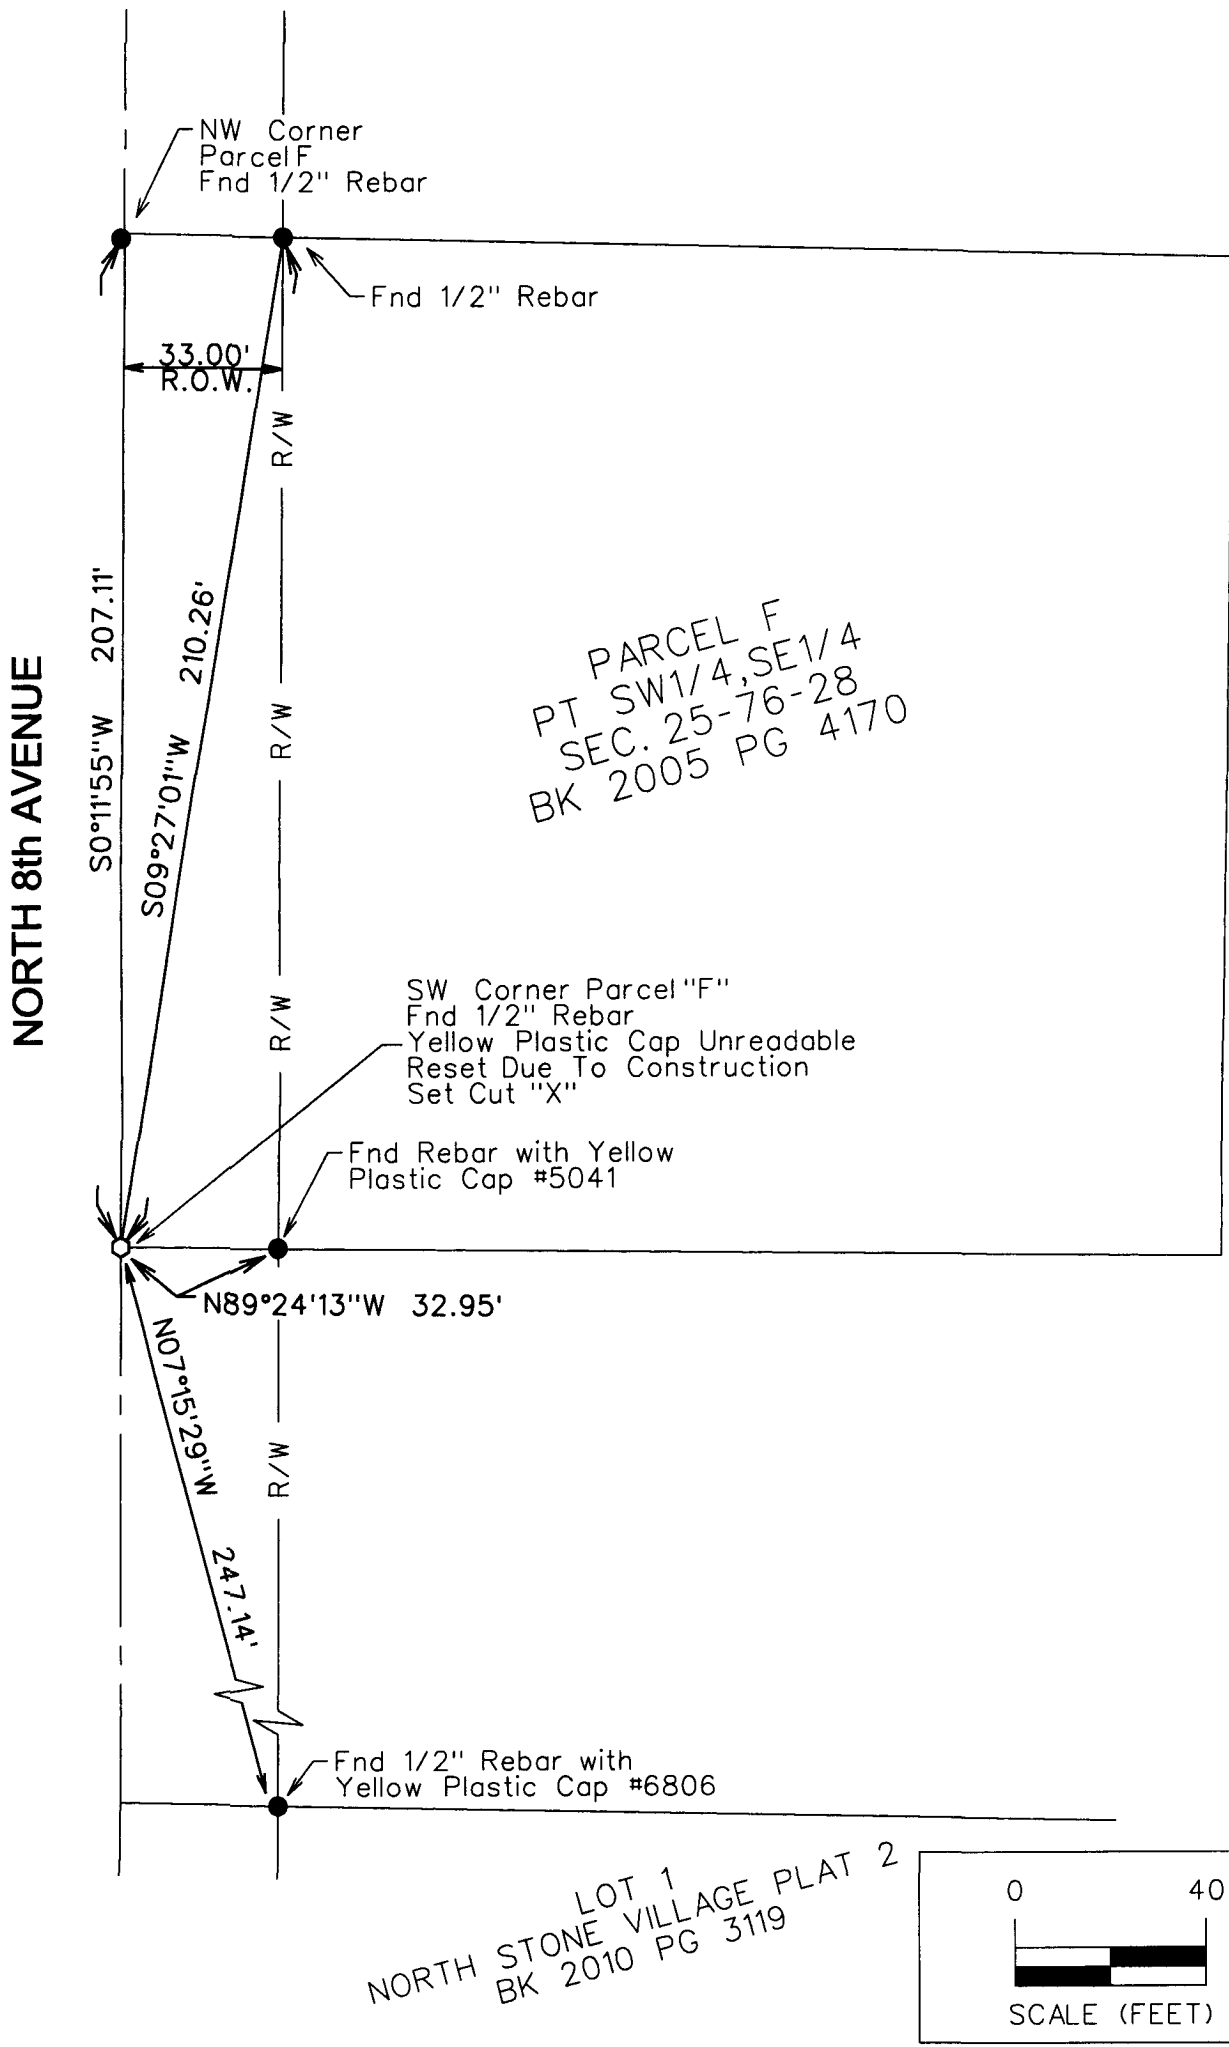 NW Corner
Parcel F
Fnd 1/2" Rebar
Fnd 1/2" Rebar
33.00'
R.O.W.
R/W
NORTH 8th AVENUE
S0°11'55"W 207.11'
S09°27'01"W 210.26'
R/W
PARCEL F
PT SW1/4,SE1/4
SEC. 25-76-28
BK 2005 PG 4170
R/W
SW Corner Parcel "F"
Fnd 1/2" Rebar
Yellow Plastic Cap Unreadable
Reset Due To Construction
Set Cut "X"
Fnd Rebar with Yellow
Plastic Cap #5041
N89°24'13"W 32.95'
N07°15'29"W 247.14'
R/W
Fnd 1/2" Rebar with
Yellow Plastic Cap #6806
LOT 1
NORTH STONE VILLAGE PLAT 2
BK 2010 PG 3119
0 40
SCALE (FEET)